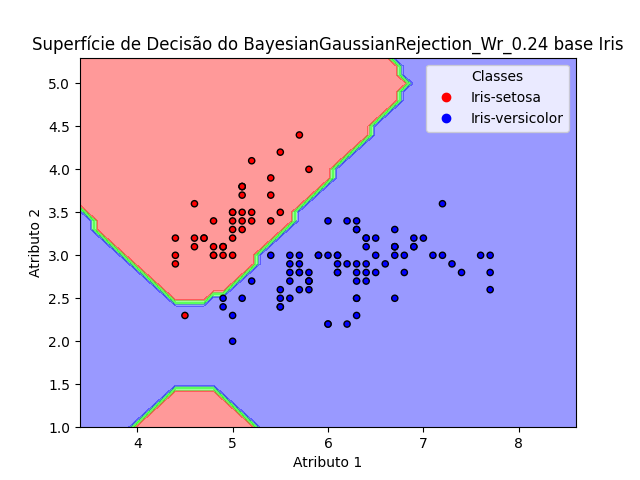 Superfície de Decisão do BayesianGaussianRejection_Wr_0.24 base Iris
Classes
Iris-setosa
Iris-versicolor
Atributo 2
5.0
4.5
4.0
3.5
3.0
2.5
2.0
1.5
1.0
4 5 6 7 8
Atributo 1